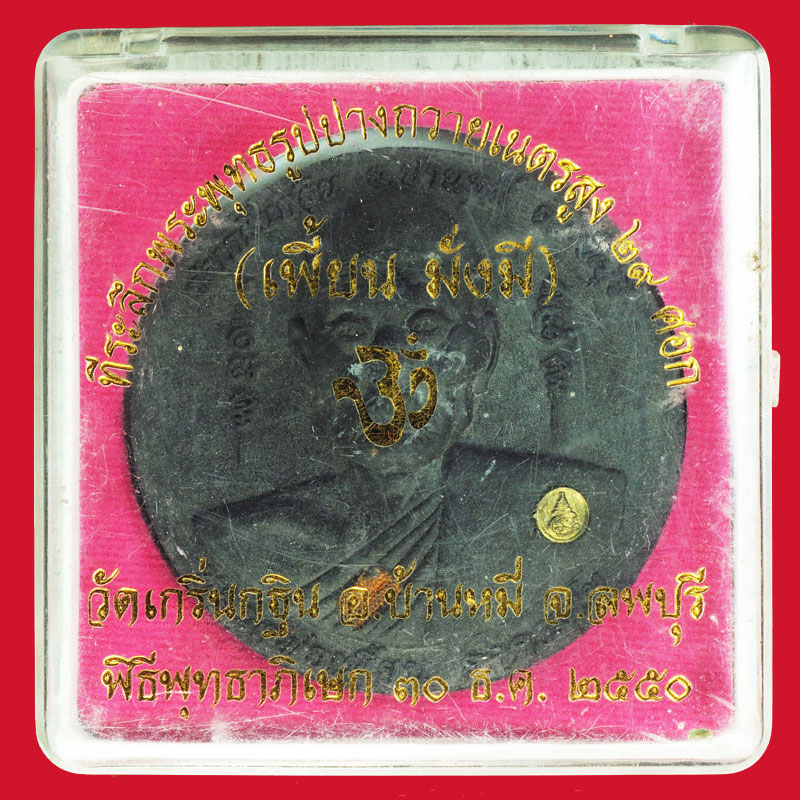 ที่ระลึกพระพุทธรูปปางถวายเนตรสูง ๒๙ ศอก
(เพี้ยน มั่งมี)
วัดเกริ่นกฐิน อ.บ้านหมี่ จ.ลพบุรี
พิธีพุทธาภิเษก ๓๐ ธ.ค. ๒๕๕๐